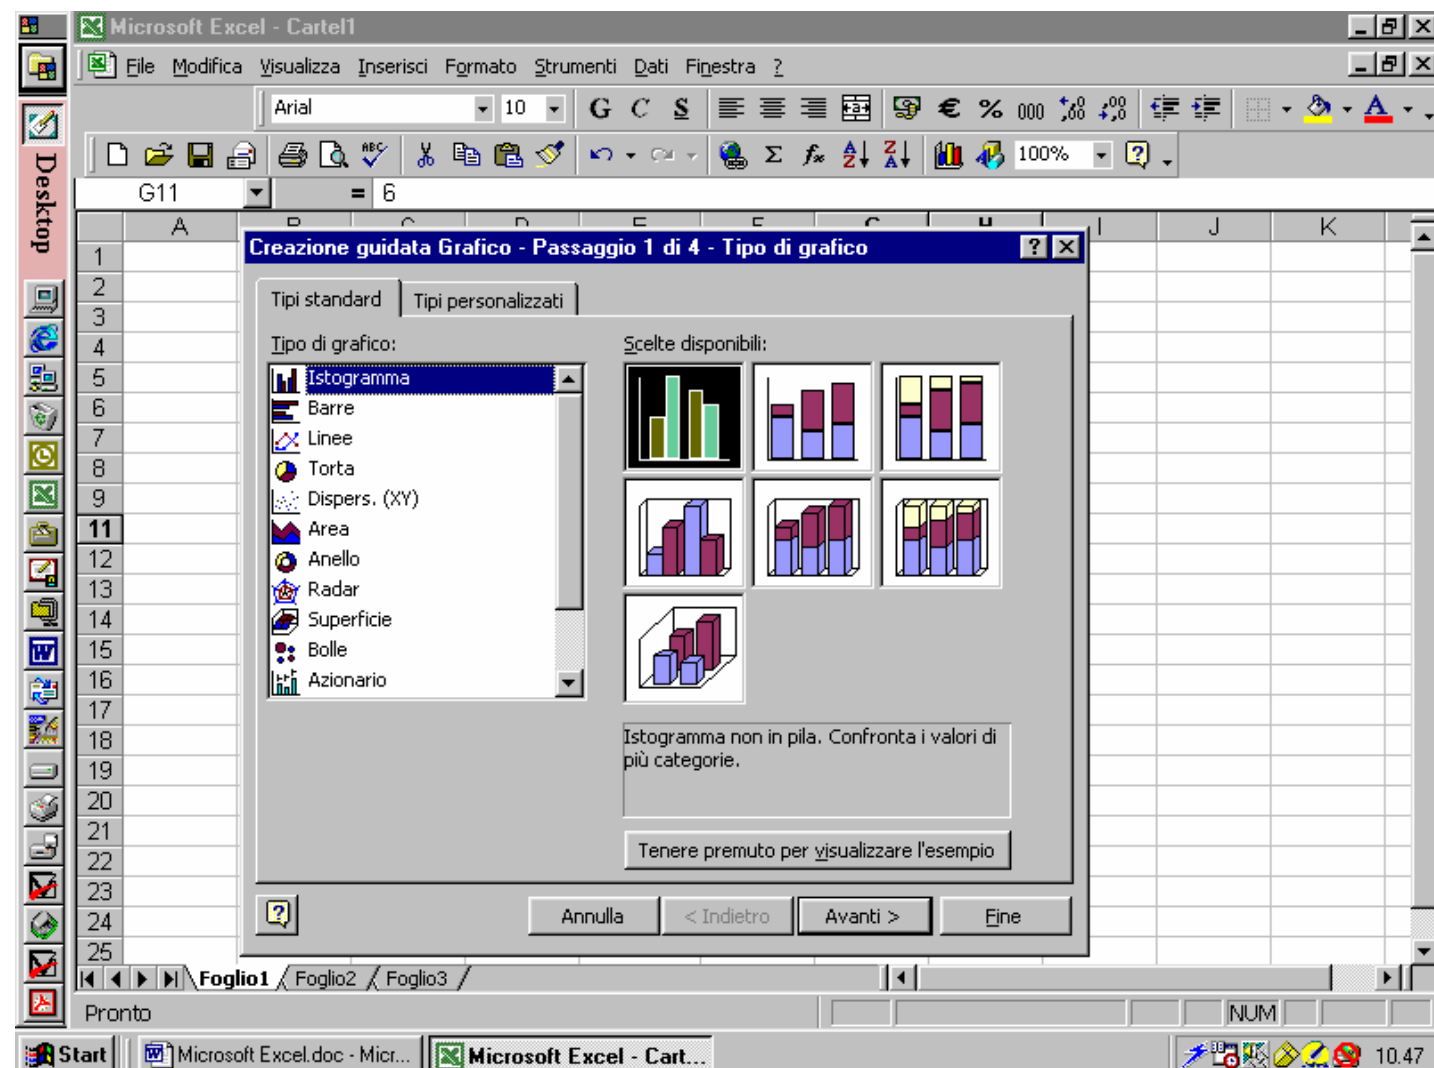 Microsoft Excel - Cartel1
File Modifica Visualizza Inserisci Formato Strumenti Dati Finestra ?
Arial 10 G C S € % 000
100%
G11 = 6
A I J K
Desktop
Creazione guidata Grafico - Passaggio 1 di 4 - Tipo di grafico
Tipi standard Tipi personalizzati
Tipo di grafico: Scelte disponibili:
Istogramma
Barre
Linee
Torta
Dispers. (XY)
Area
Anello
Radar
Superficie
Bolle
Azionario
Istogramma non in pila. Confronta i valori di
più categorie.
Tenere premuto per visualizzare l'esempio
Annulla < Indietro Avanti > Fine
1
2
3
4
5
6
7
8
9
11
12
13
14
15
16
17
18
19
20
21
22
23
24
25
Foglio1 Foglio2 Foglio3
Pronto NUM
Start Microsoft Excel.doc - Micr... Microsoft Excel - Cart... 10.47